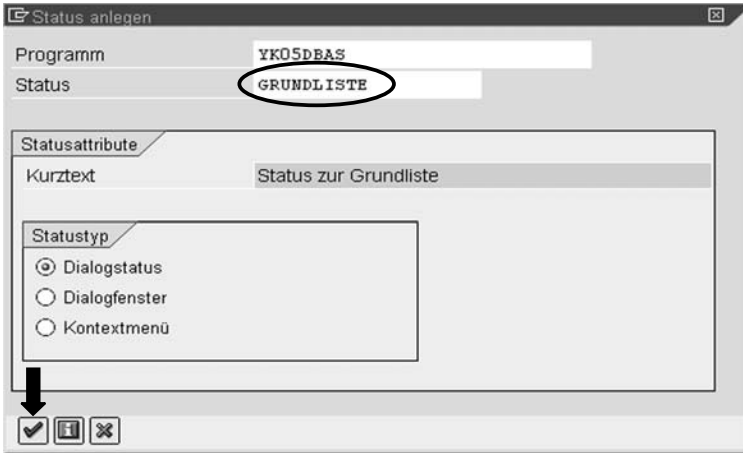 Status anlegen
Programm YK05DBAS
Status GRUNDLISTE
Statusattribute
Kurztext Status zur Grundliste
Statustyp
Dialogstatus
Dialogfenster
Kontextmenü